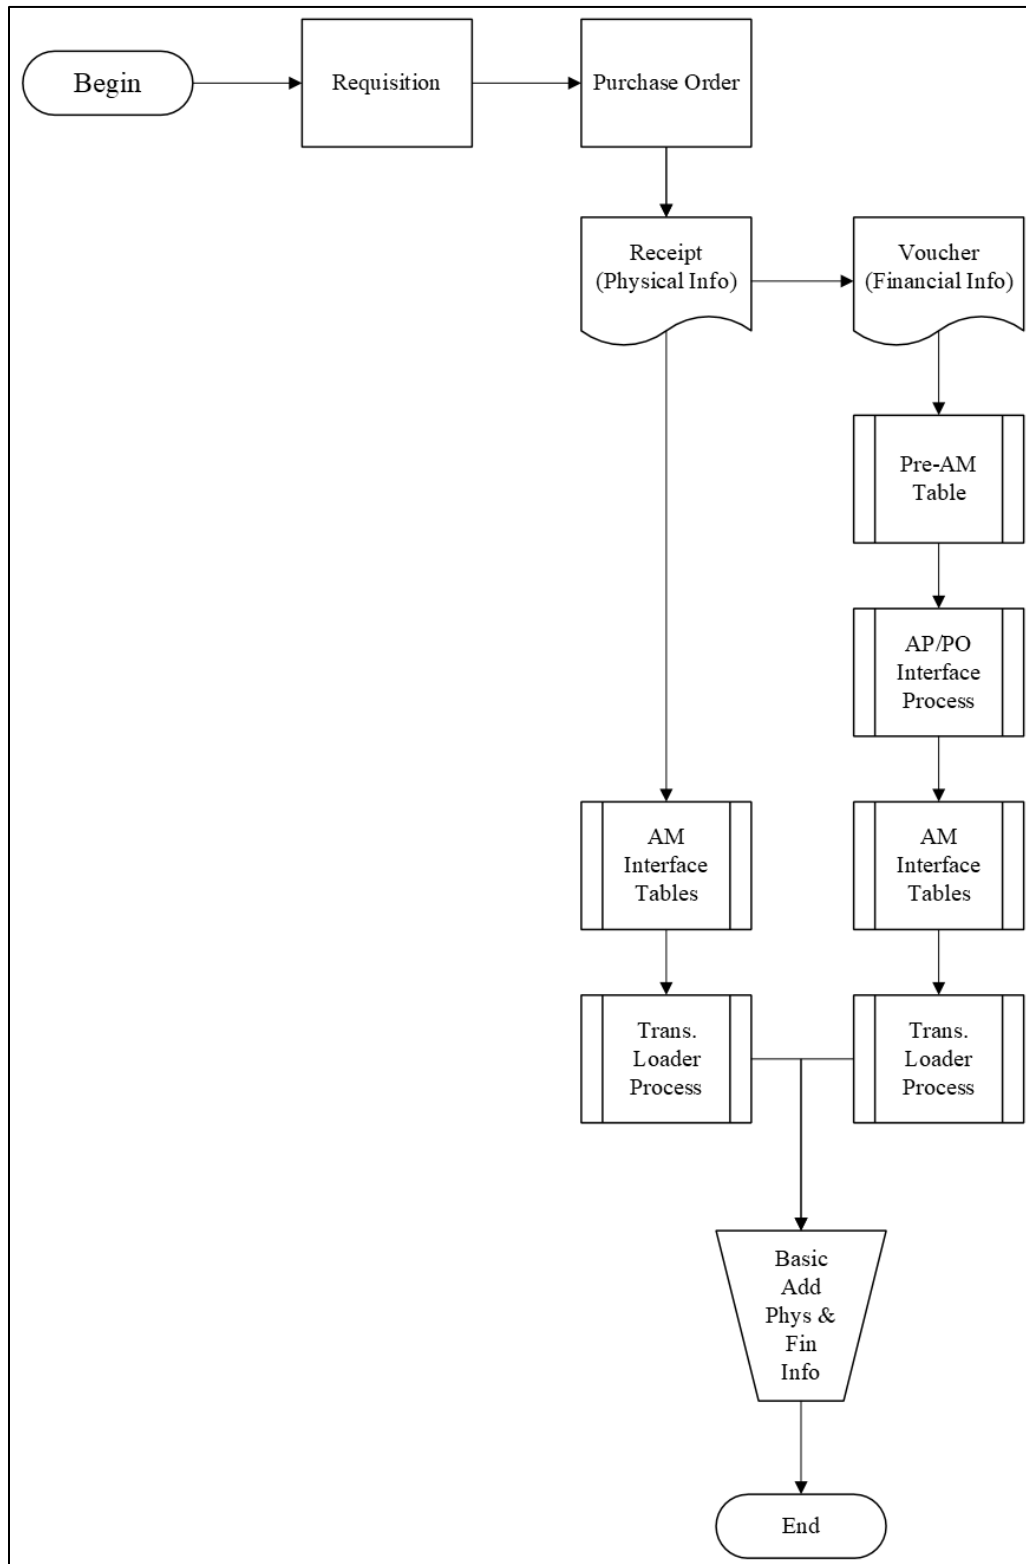 Begin
Requisition
Purchase Order
Receipt
(Physical Info)
Voucher
(Financial Info)
Pre-AM
Table
AP/PO
Interface
Process
AM
Interface
Tables
AM
Interface
Tables
Trans.
Loader
Process
Trans.
Loader
Process
Basic
Add
Phys &
Fin
Info
End